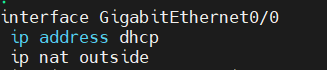 interface GigabitEthernet0/0
ip address dhcp
ip nat outside